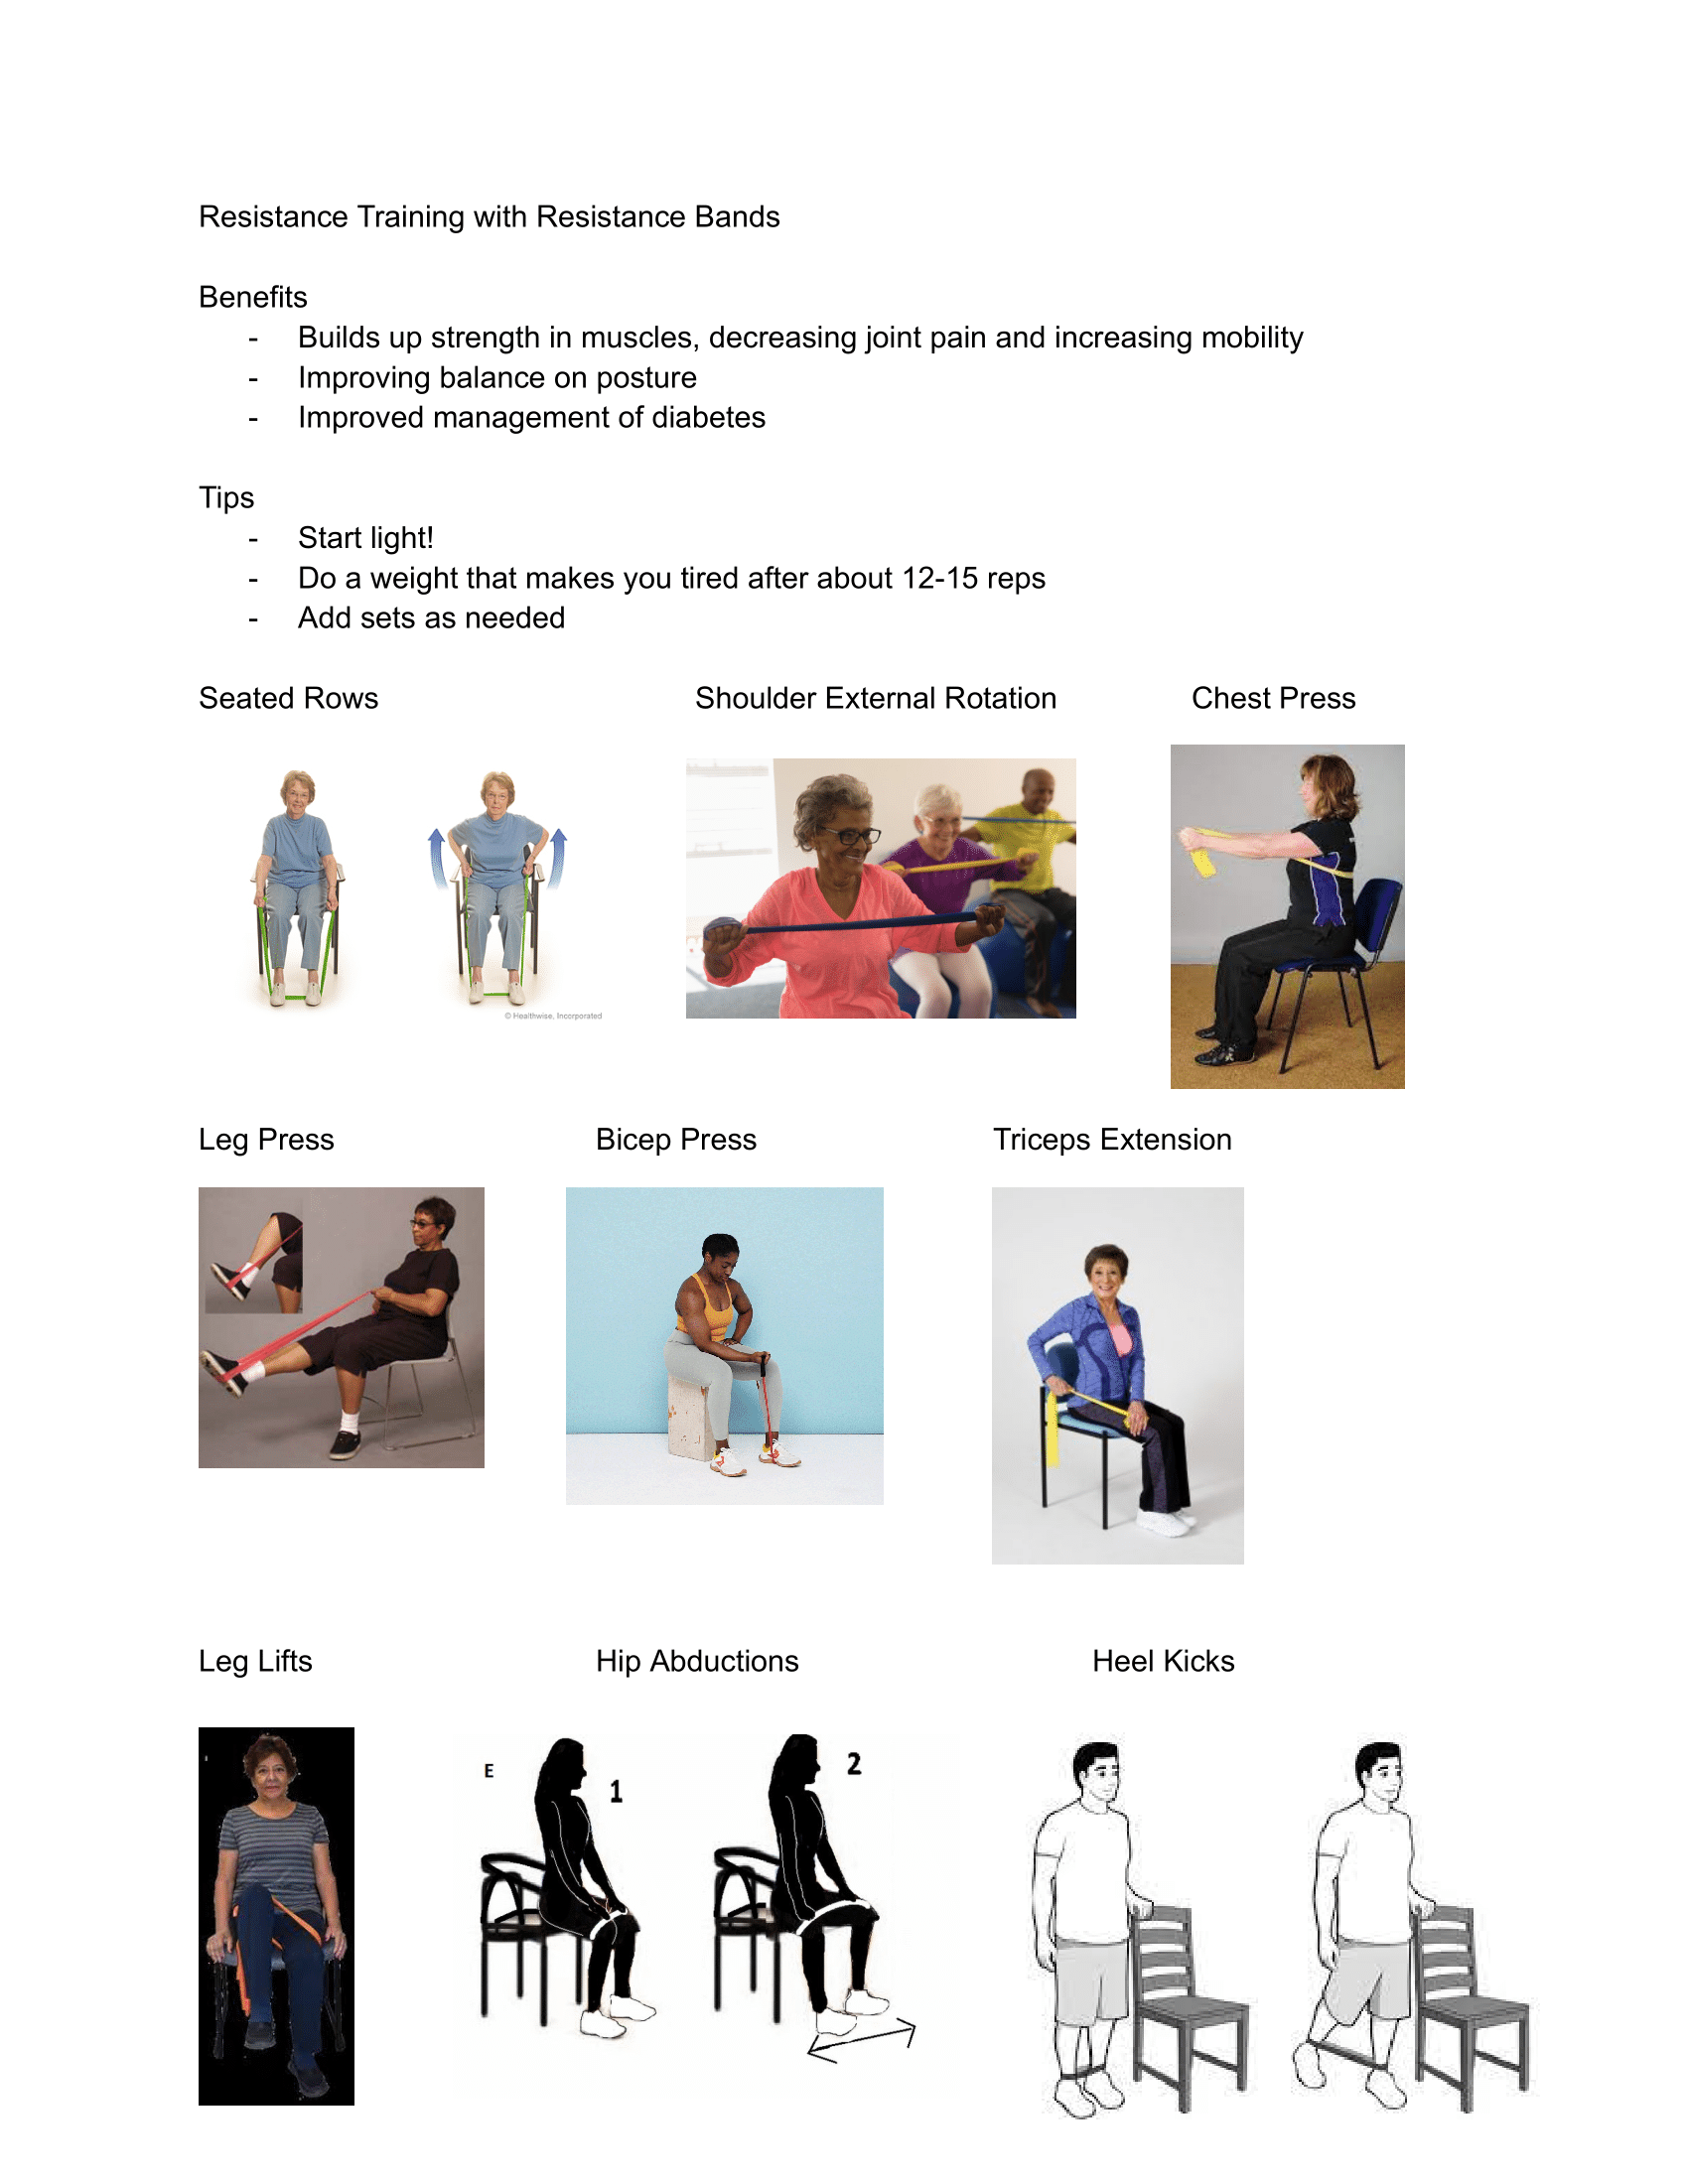 Resistance Training with Resistance Bands
Benefits
- Builds up strength in muscles, decreasing joint pain and increasing mobility
- Improving balance on posture
- Improved management of diabetes
Tips
- Start light!
- Do a weight that makes you tired after about 12-15 reps
- Add sets as needed
Seated Rows Shoulder External Rotation Chest Press
© Healthwise, Incorporated
Leg Press Bicep Press Triceps Extension
Leg Lifts Hip Abductions Heel Kicks
E 1 2